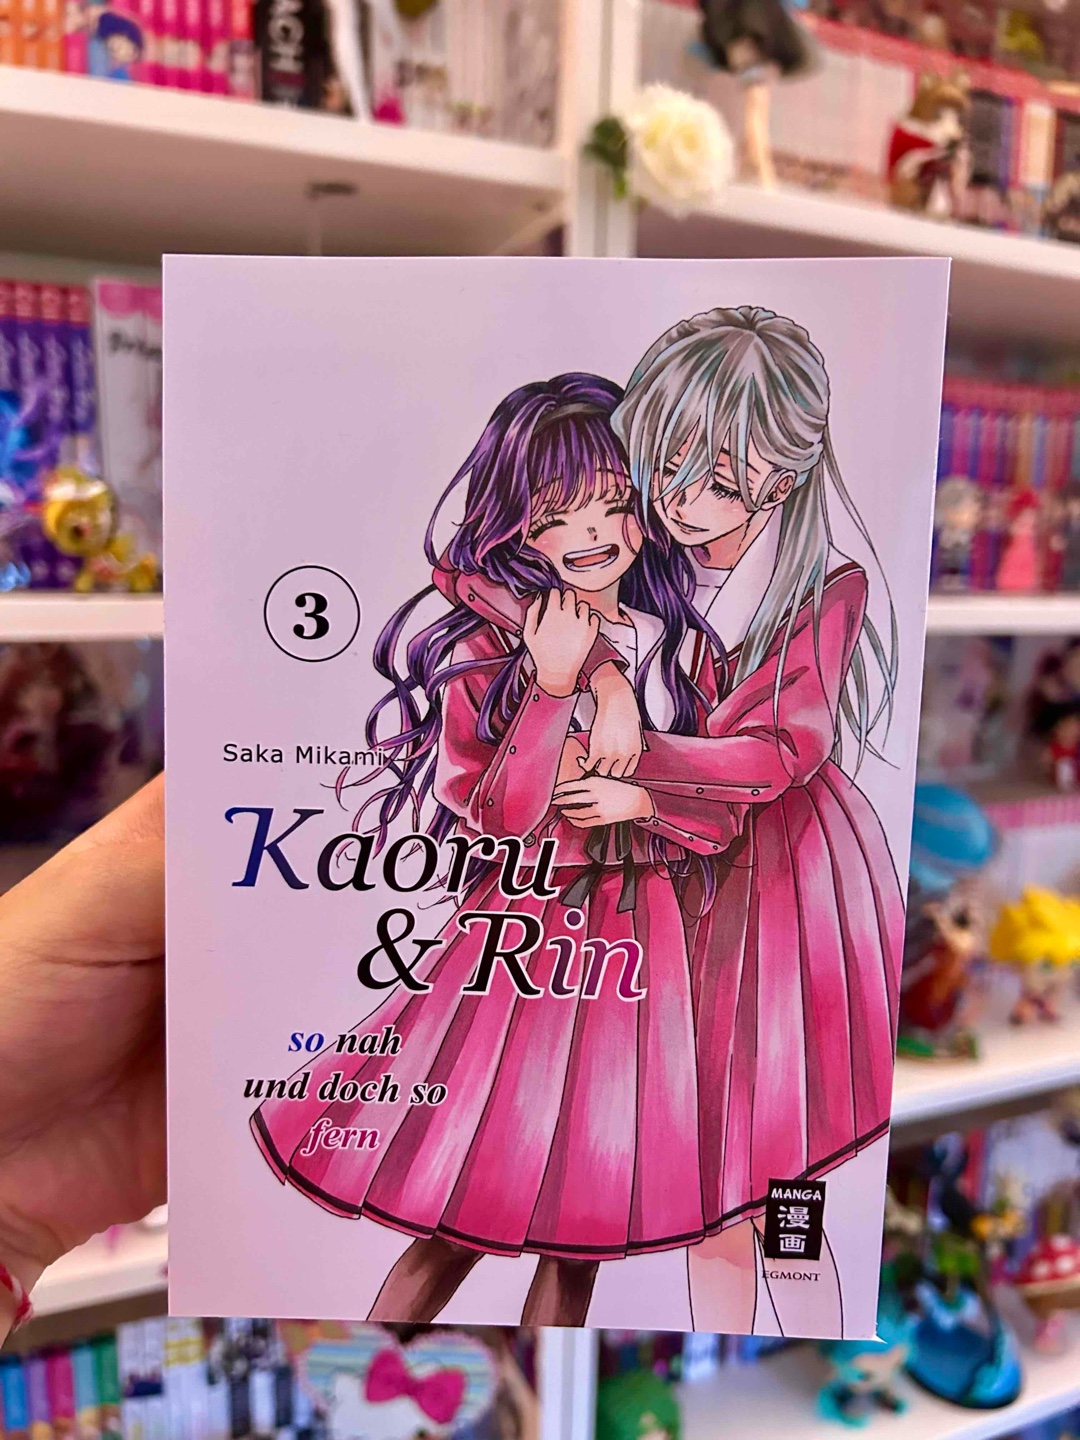 3
Saka Mikami
Kaoru
& Rin
so nah
und doch so
fern
MANGA
漫
画
EGMONT